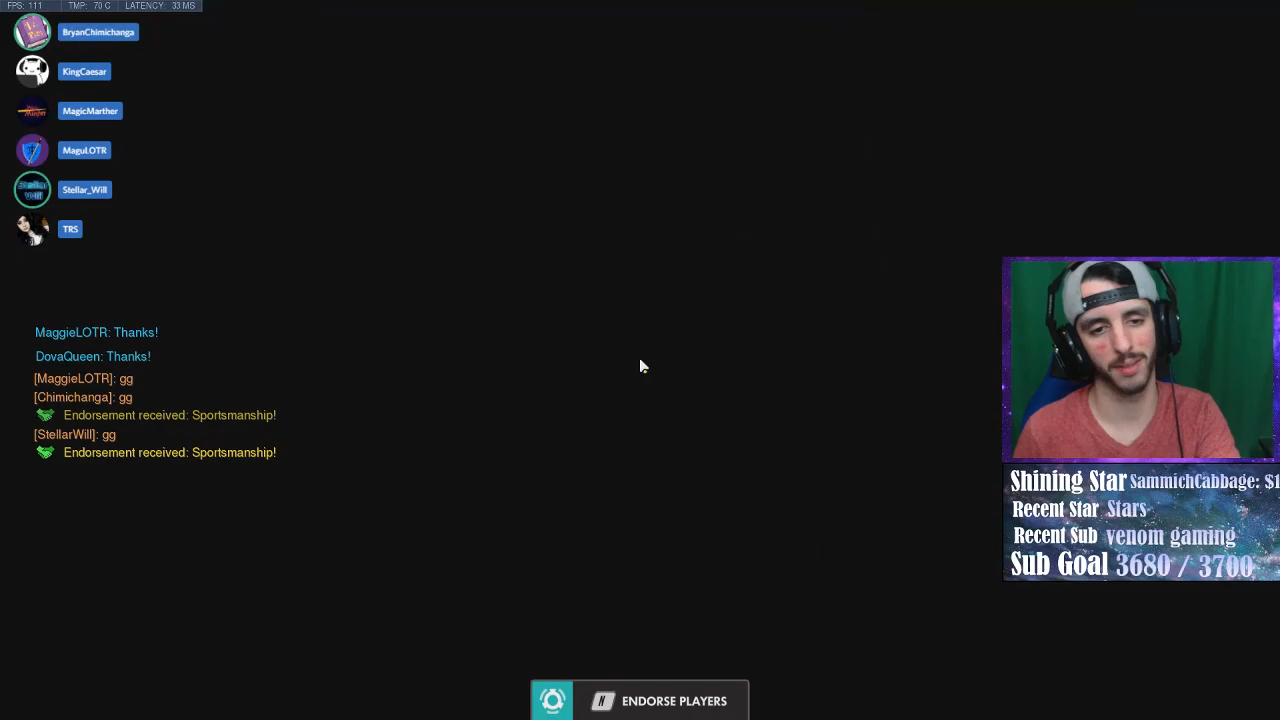 FPS: 111 TMP: 70 C LATENCY: 33 MS
BryanChimichanga
KingCaesar
MagicMarther
MaguLOTR
Stellar_Will
TRS
MaggieLOTR: Thanks!
DovaQueen: Thanks!
[MaggieLOTR]: gg
[Chimichanga]: gg
Endorsement received: Sportsmanship!
[StellarWill]: gg
Endorsement received: Sportsmanship!
Shining Star SammichCabbage: $1
Recent Star Stars
Recent Sub venom gaming
Sub Goal 3680 / 3700
N ENDORSE PLAYERS